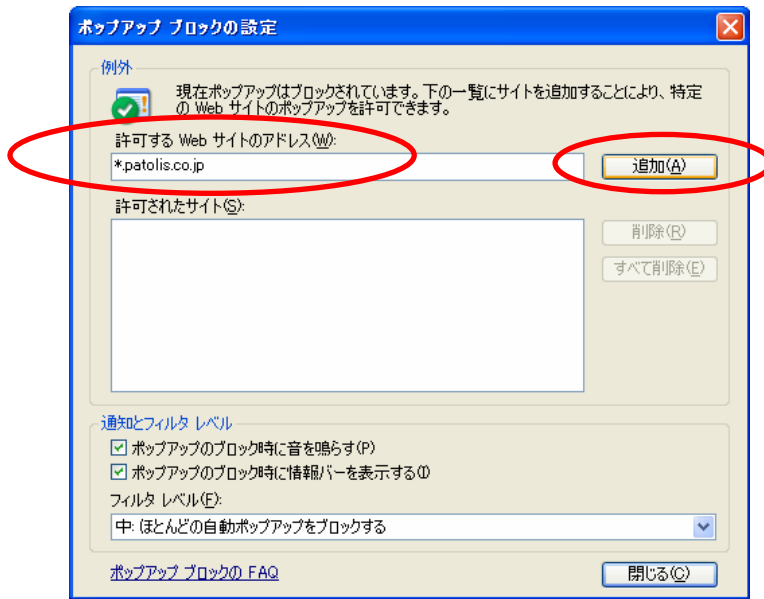 ポップアップ ブロックの設定
例外
現在ポップアップはブロックされています。下の一覧にサイトを追加することにより、特定
の Web サイトのポップアップを許可できます。
許可する Web サイトのアドレス(W):
*.patolis.co.jp
追加(A)
許可されたサイト(S):
削除(R)
すべて削除(E)
通知とフィルタ レベル
ポップアップのブロック時に音を鳴らす(P)
ポップアップのブロック時に情報バーを表示する(I)
フィルタ レベル(F):
中: ほとんどの自動ポップアップをブロックする
ポップアップ ブロックの FAQ
閉じる(C)